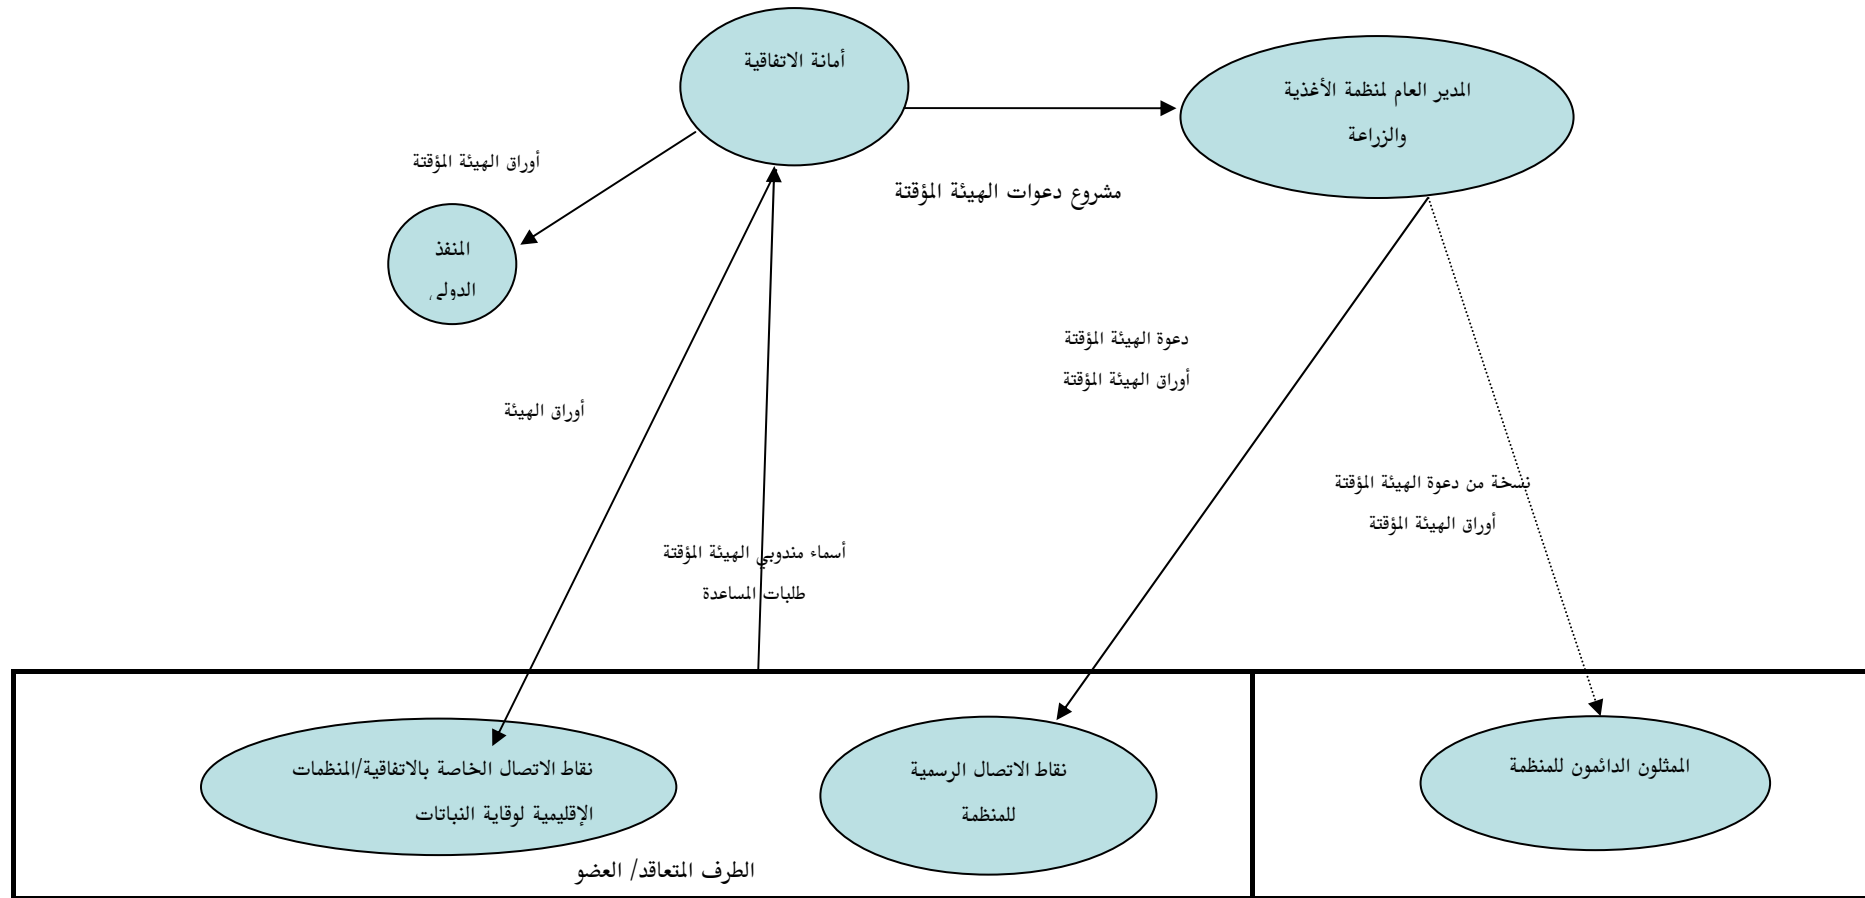 أمانة الاتفاقية
المدير العام لمنظمة الأغذية
والزراعة
أوراق الهيئة المؤقتة
مشروع دعوات الهيئة المؤقتة
المنفذ
الدولي
دعوة الهيئة المؤقتة
أوراق الهيئة المؤقتة
أوراق الهيئة
نسخة من دعوة الهيئة المؤقتة
أوراق الهيئة المؤقتة
أسماء مندوبي الهيئة المؤقتة
طلبات المساعدة
الممثلون الدائمون للمنظمة
نقاط الاتصال الرسمية
للمنظمة
نقاط الاتصال الخاصة بالاتفاقية/المنظمات
الإقليمية لوقاية النباتات
الطرف المتعاقد/ العضو